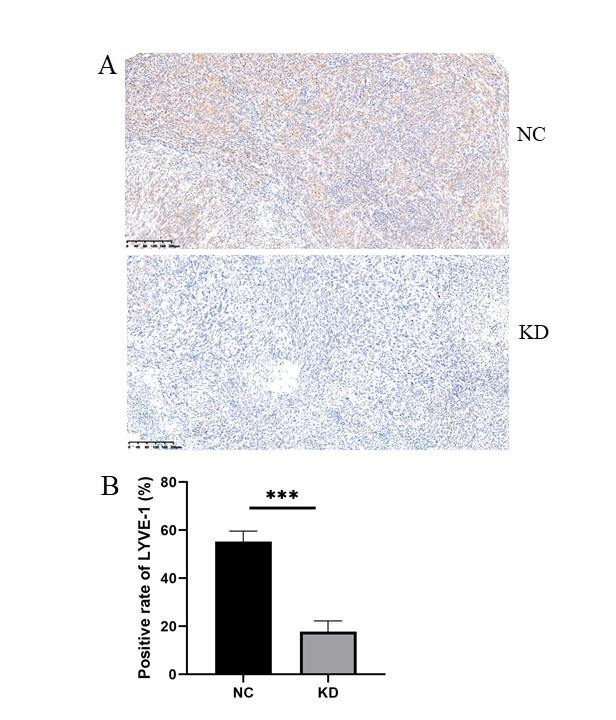 A
NC
KD
B
Positive rate of LYVE-1 (%)
80
60
40
20
0
***
NC
KD